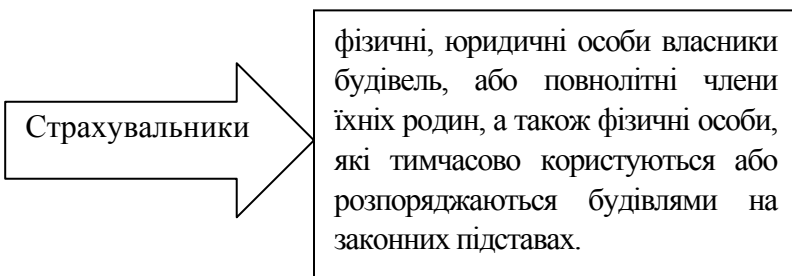 Страхувальники
фізичні, юридичні особи власники
будівель, або повнолітні члени
їхніх родин, а також фізичні особи,
які тимчасово користуються або
розпоряджаються будівлями на
законних підставах.